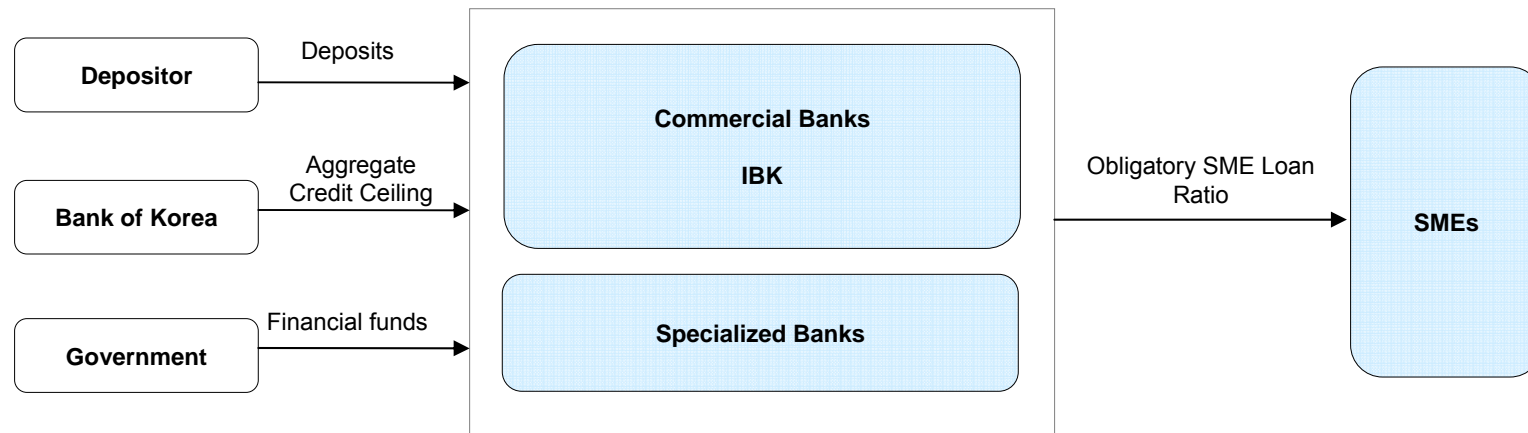 Depositor
Deposits
Bank of Korea
Aggregate
Credit Ceiling
Government
Financial funds
Commercial Banks
IBK
Specialized Banks
Obligatory SME Loan
Ratio
SMEs